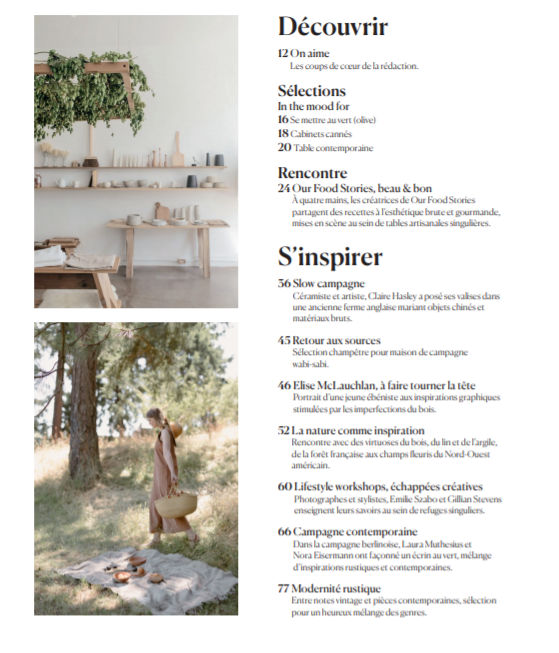 Découvrir
12 On aime
Les coups de cœur de la rédaction.
Sélections
In the mood for
16 Se mettre au vert (olive)
18 Cabinets cannés
20 Table contemporaine
Rencontre
24 Our Food Stories, beau & bon
À quatre mains, les créatrices de Our Food Stories
partagent des recettes à l'esthétique brute et gourmande,
mises en scène au sein de tables artisanales singulières.
S'inspirer
36 Slow campagne
Céramiste et artiste, Claire Hasley a posé ses valises dans
une ancienne ferme anglaise mariant objets chinés et
matériaux bruts.
45 Retour aux sources
Sélection champêtre pour maison de campagne
wabi-sabi.
46 Elise McLauchlan, à faire tourner la tête
Portrait d'une jeune ébéniste aux inspirations graphiques
stimulées par les imperfections du bois.
52 La nature comme inspiration
Rencontre avec des virtuoses du bois, du lin et de l'argile,
de la forêt française aux champs fleuris du Nord-Ouest
américain.
60 Lifestyle workshops, échappées créatives
Photographes et stylistes, Emilie Szabo et Gillian Stevens
enseignent leurs savoirs au sein de refuges singuliers.
66 Campagne contemporaine
Dans la campagne berlinoise, Laura Muthesius et
Nora Eisermann ont façonné un écrin au vert, mélange
d'inspirations rustiques et contemporaines.
77 Modernité rustique
Entre notes vintage et pièces contemporaines, sélection
pour un heureux mélange des genres.